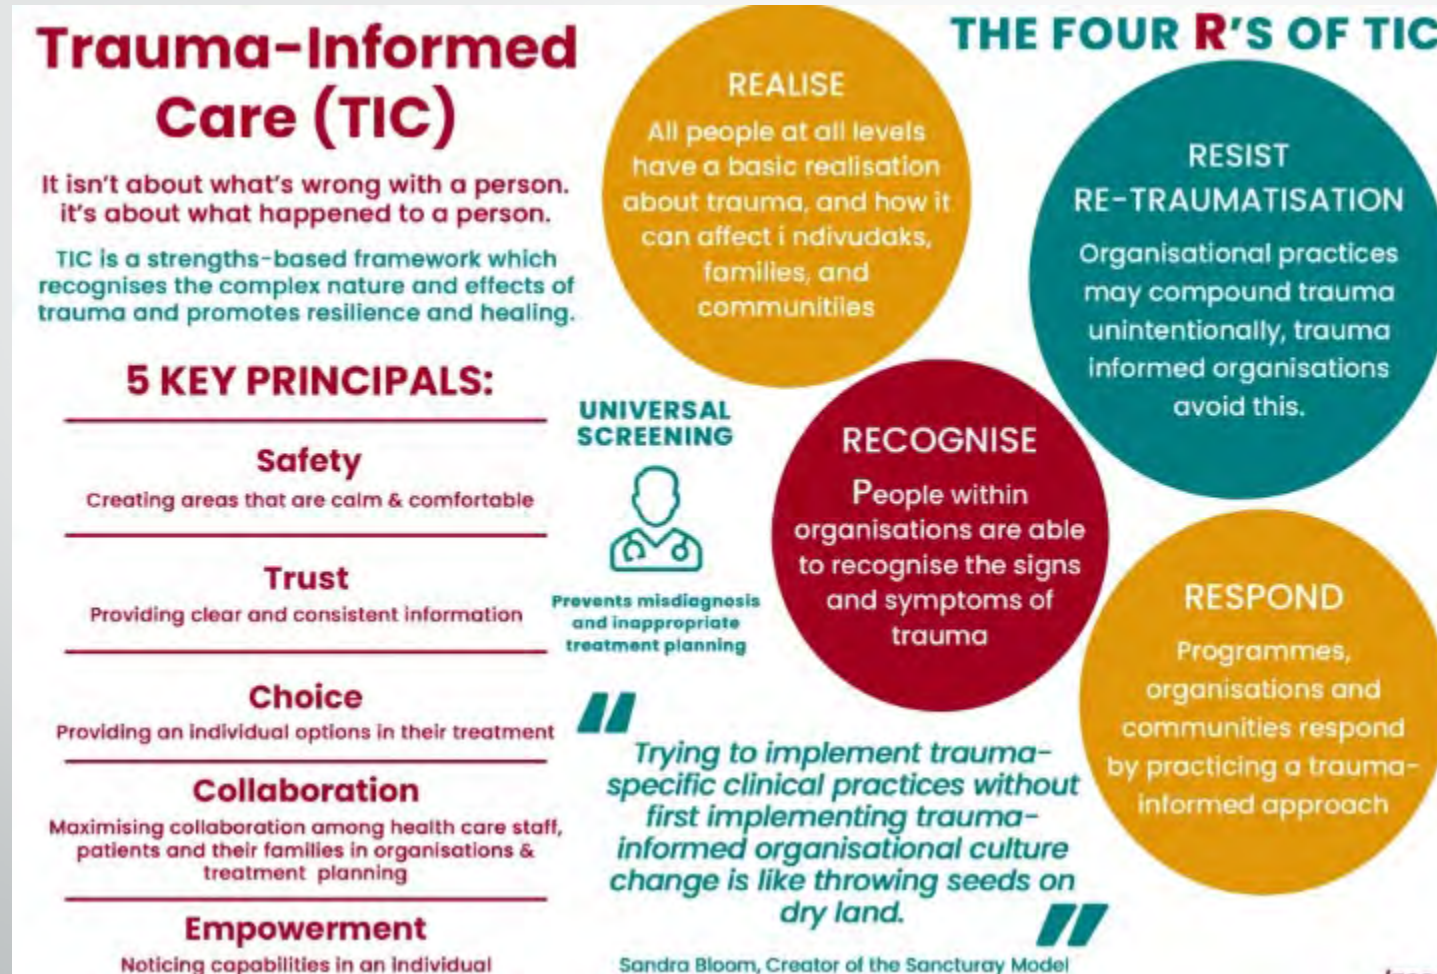 Trauma-Informed
Care (TIC)
It isn't about what's wrong with a person.
it's about what happened to a person.
TIC is a strengths-based framework which
recognises the complex nature and effects of
trauma and promotes resilience and healing.
5 KEY PRINCIPALS:
Safety
Creating areas that are calm & comfortable
Trust
Providing clear and consistent information
Choice
Providing an individual options in their treatment
Collaboration
Maximising collaboration among health care staff,
patients and their families in organisations &
treatment planning
Empowerment
Noticing capabilities in an individual
UNIVERSAL
SCREENING
Prevents misdiagnosis
and inappropriate
treatment planning
THE FOUR R'S OF TIC
REALISE
All people at all levels
have a basic realisation
about trauma, and how it
can affect i ndivudaks,
families, and
communitiies
RESIST
RE-TRAUMATISATION
Organisational practices
may compound trauma
unintentionally, trauma
informed organisations
avoid this.
RECOGNISE
People within
organisations are able
to recognise the signs
and symptoms of
trauma
RESPOND
Programmes,
organisations and
communities respond
by practicing a trauma-
informed approach
"
Trying to implement trauma-
specific clinical practices without
first implementing trauma-
informed organisational culture
change is like throwing seeds on
dry land.
"
Sandra Bloom, Creator of the Sancturay Model